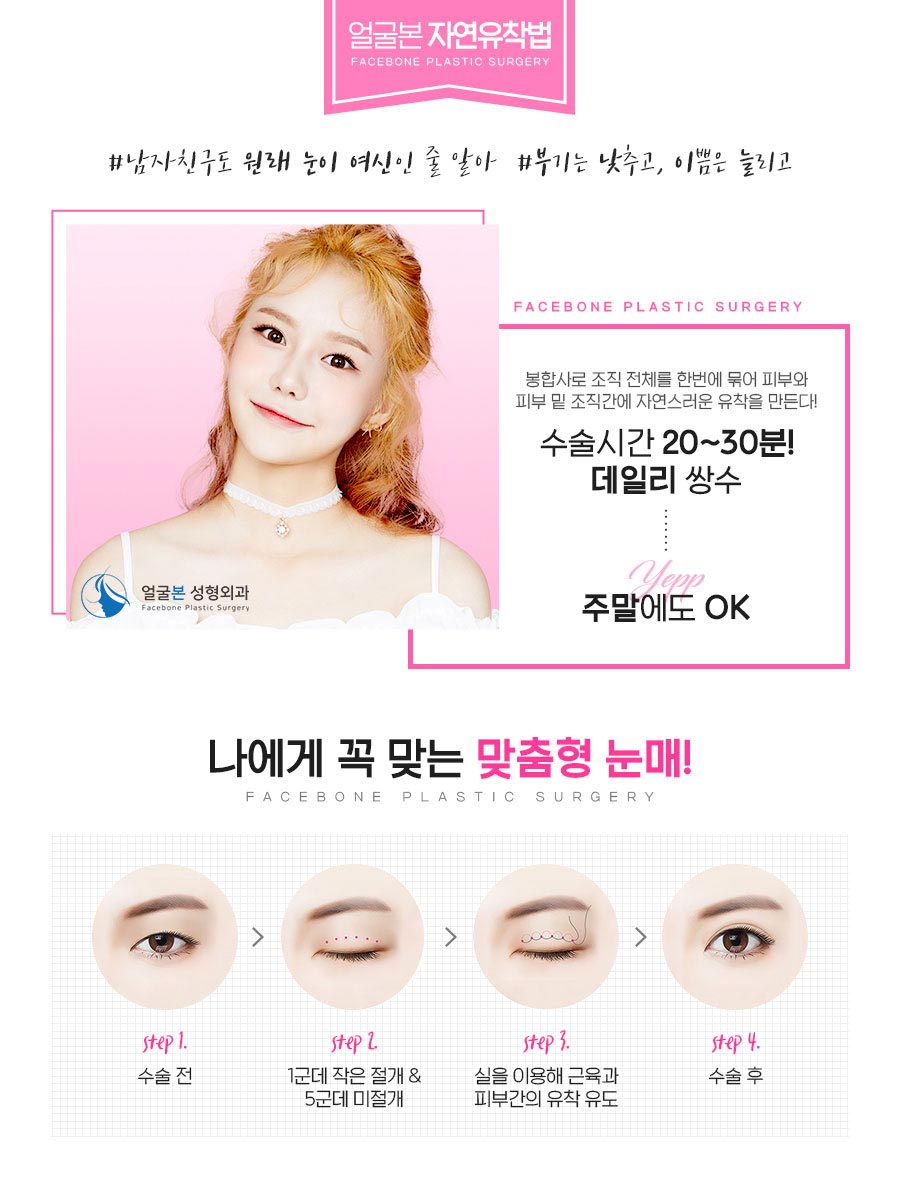 얼굴본 자연유착법
FACEBONE PLASTIC SURGERY
#남자친구도 원래 눈이 여신인 줄 알아 #부기는 낮추고, 이쁨은 늘리고
FACEBONE PLASTIC SURGERY
봉합사로 조직 전체를 한번에 묶어 피부와
피부 밑 조직간에 자연스러운 유착을 만든다!
수술시간 20~30분!
데일리 쌍수
Yepp
주말에도 OK
얼굴본 성형외과
Facebone Plastic Surgery
나에게 꼭 맞는 맞춤형 눈매!
FACEBONE PLASTIC SURGERY
step 1.
수술 전
step 2.
1군데 작은 절개 &
5군데 미절개
step 3.
실을 이용해 근육과
피부간의 유착 유도
step 4.
수술 후